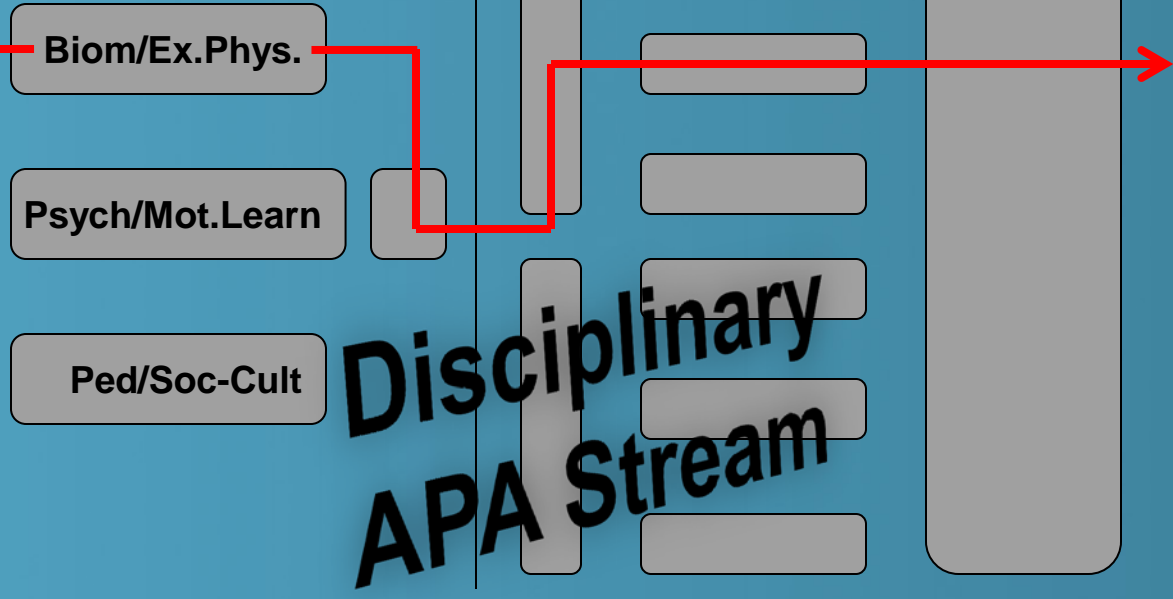 Biom/Ex.Phys.
Psych/Mot.Learn
Ped/Soc-Cult
Disciplinary
APA Stream